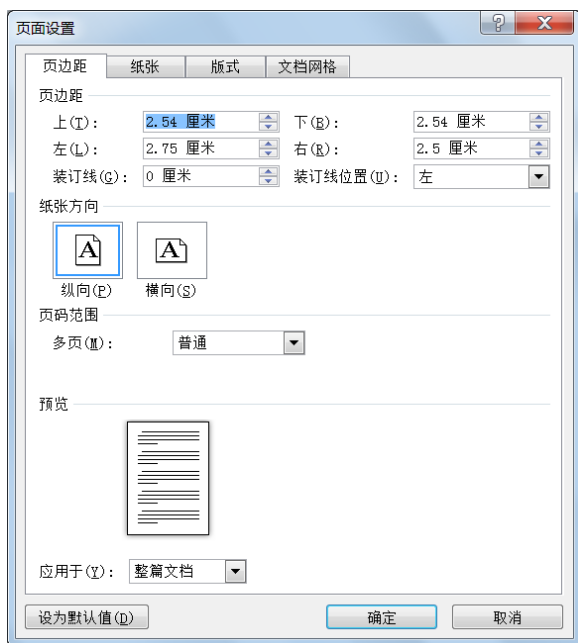 页面设置
页边距 纸张 版式 文档网格
页边距
上(T): 2.54 厘米 下(B): 2.54 厘米
左(L): 2.75 厘米 右(R): 2.5 厘米
装订线(G): 0 厘米 装订线位置(U): 左
纸张方向
A A
纵向(P) 横向(S)
页码范围
多页(M): 普通
预览
应用于(Y): 整篇文档
设为默认值(D) 确定 取消